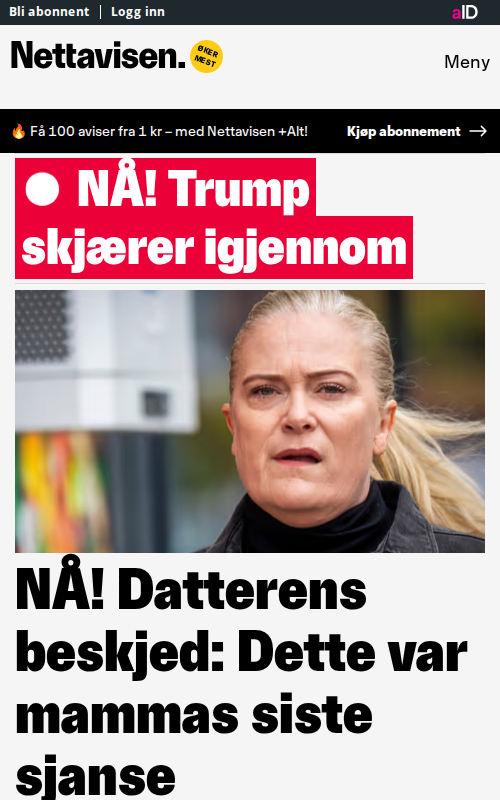 Bli abonnent | Logg inn
aID
Nettavisen.
ØKER
MEST
Meny
🔥 Få 100 aviser fra 1 kr – med Nettavisen +Alt!
Kjøp abonnement →
NÅ! Trump
skjærer igjennom
NÅ! Datterens
beskjed: Dette var
mammas siste
sjanse